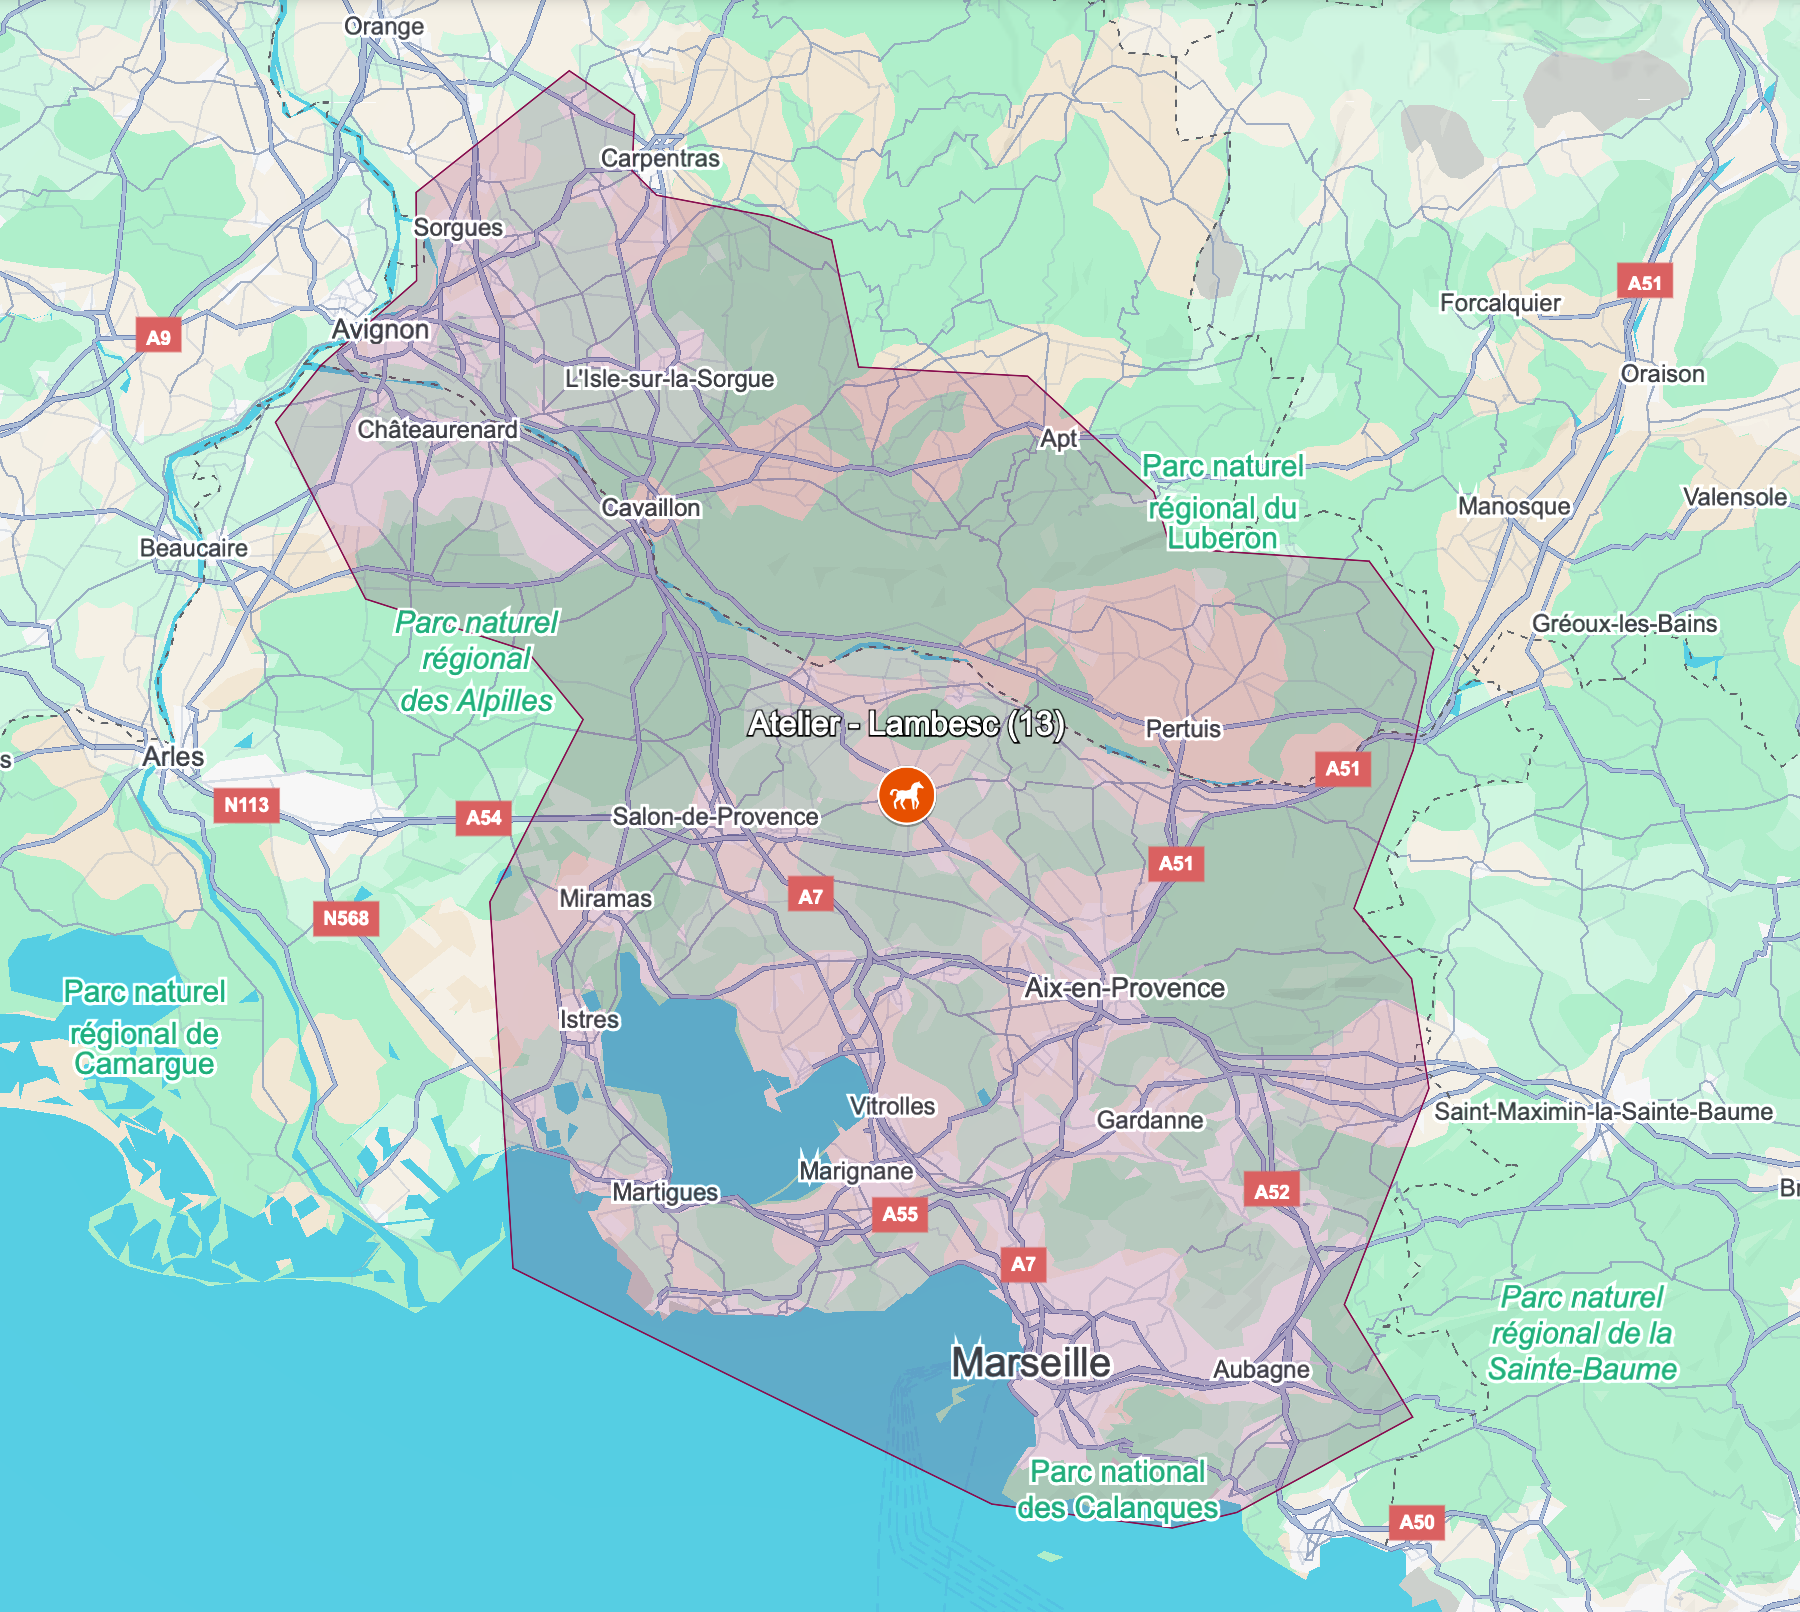 Orange
Carpentras
Sorgues
A51
Forcalquier
Avignon
A9
L'Isle-sur-la-Sorgue
Oraison
Châteaurenard
Apt
Parc naturel
régional du
Luberon
Cavaillon
Manosque
Valensole
Beaucaire
Parc naturel
régional
des Alpilles
Gréoux-les-Bains
Atelier - Lambesc (13)
Pertuis
Arles
s
A51
N113
A54
Salon-de-Provence
A51
Miramas
A7
N568
Parc naturel
régional de
Camargue
Aix-en-Provence
Istres
Vitrolles
Gardanne
Saint-Maximin-la-Sainte-Baume
Marignane
Martigues
A52
Br
A55
A7
Parc naturel
régional de la
Sainte-Baume
Marseille
Aubagne
Parc national
des Calanques
A50